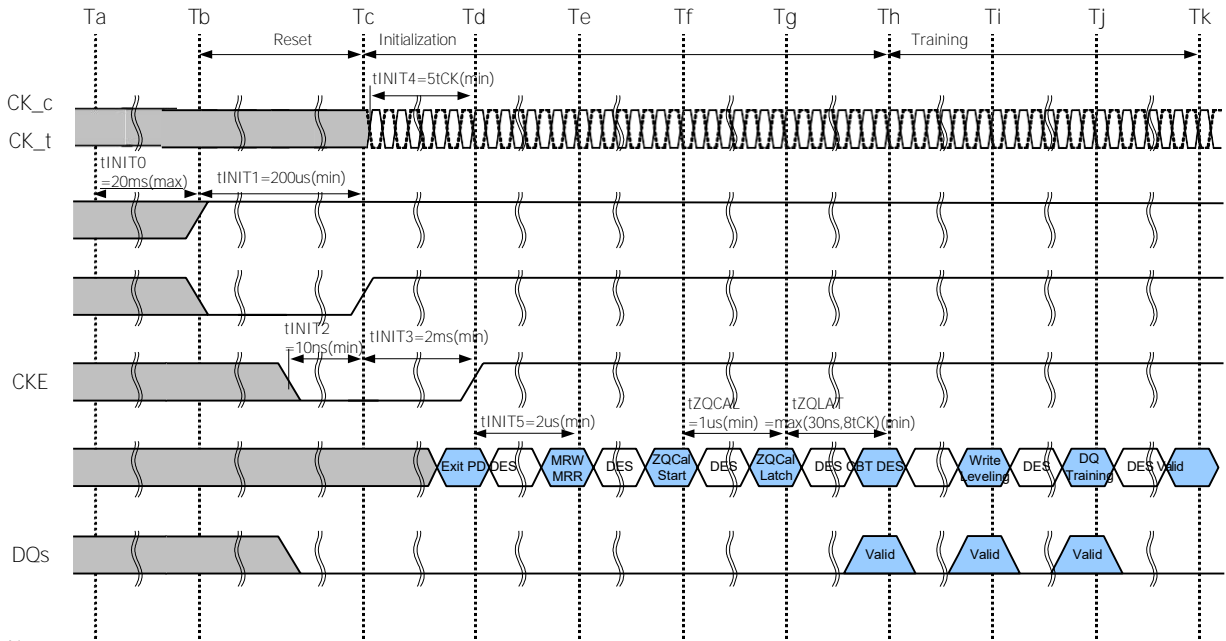 Ta Tb Tc Td Te Tf Tg Th Ti Tj Tk
Reset Initialization Training
tINIT4=5tCK(min)
CK_c
CK_t
tINIT0
=20ms(max)
tINIT1=200us(min)
tINIT2
=10ns(min)
tINIT3=2ms(min)
CKE
tINIT5=2us(min)
tZQCAL
=1us(min)
tZQLAT
=max(30ns,8tCK)(min)
Exit PD DES
MRW
MRR
DES
ZQCal
Start
DES
ZQCal
Latch
DES CBT DES
Write
Leveling
DES
DQ
Training
DES Valid
DQs
Valid Valid Valid